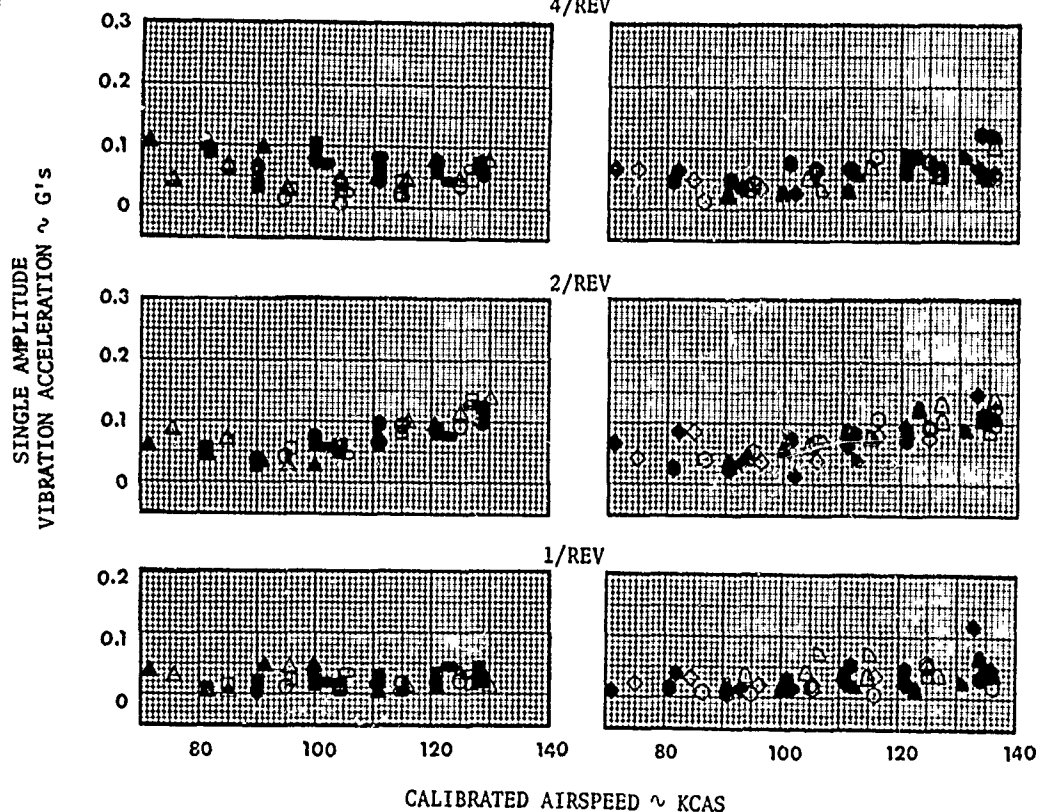 4/REV
0.3
0.2
0.1
0
2/REV
0.3
0.2
0.1
0
SINGLE AMPLITUDE
VIBRATION ACCELERATION ~ G's
1/REV
0.2
0.1
0
80 100 120 140 80 100 120 140
CALIBRATED AIRSPEED ~ KCAS